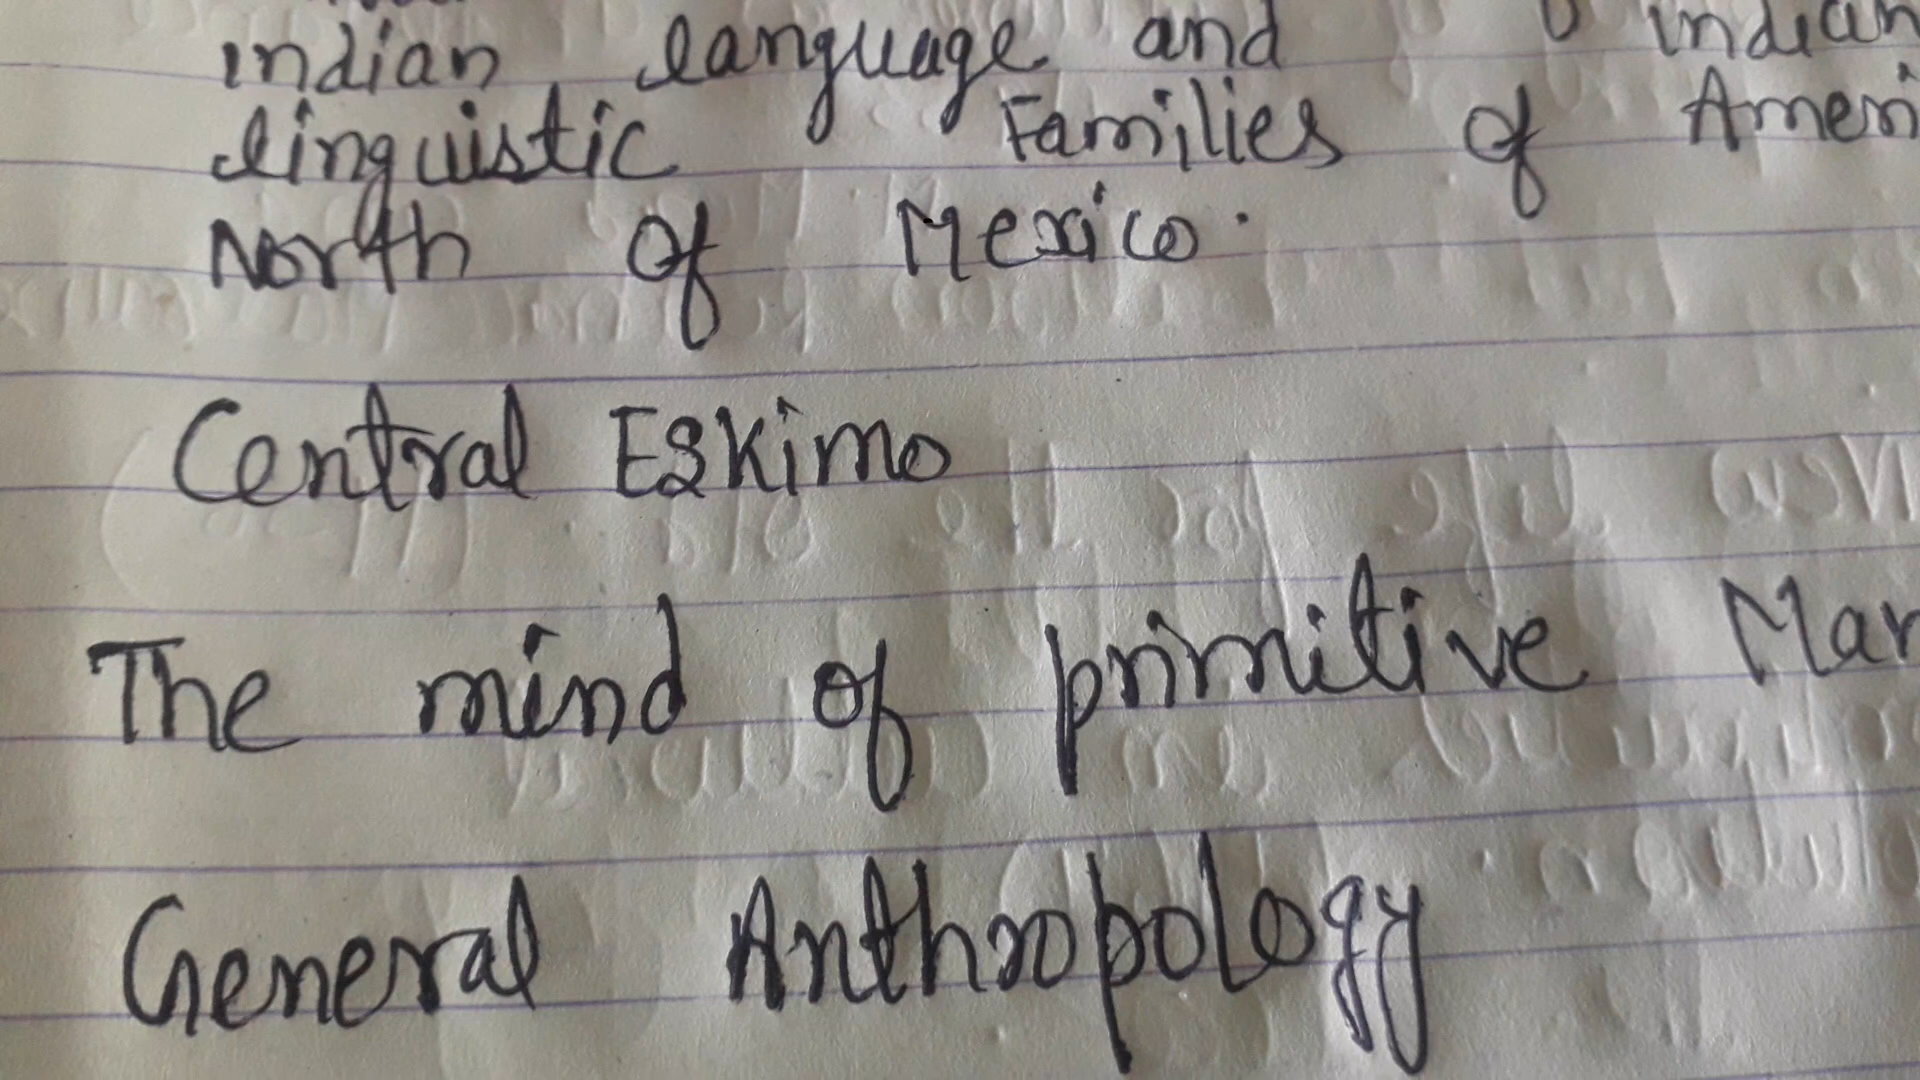 indian language and indian
linguistic Families of Ameri
North of Mexico.
Central Eskimo
The mind of primitive Man
General Anthropology